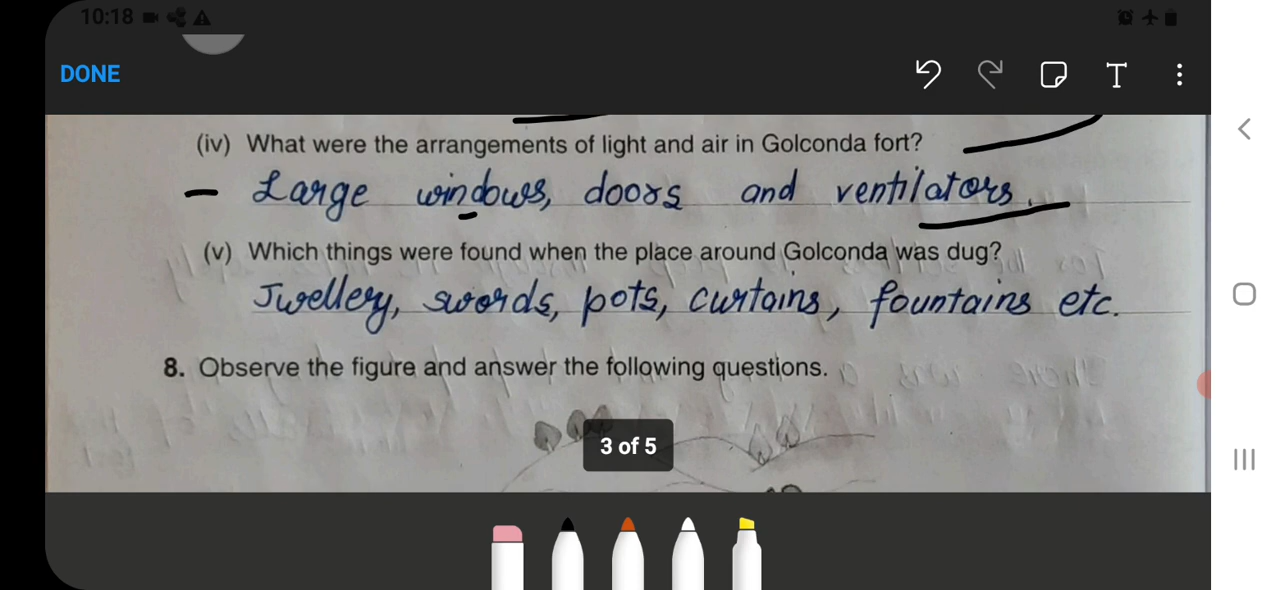 10:18
DONE
T
(iv) What were the arrangements of light and air in Golconda fort?
Large windows, doors and ventilators.
(v) Which things were found when the place around Golconda was dug?
Jwellery, swords, pots, curtains, fountains etc.
8. Observe the figure and answer the following questions.
3 of 5